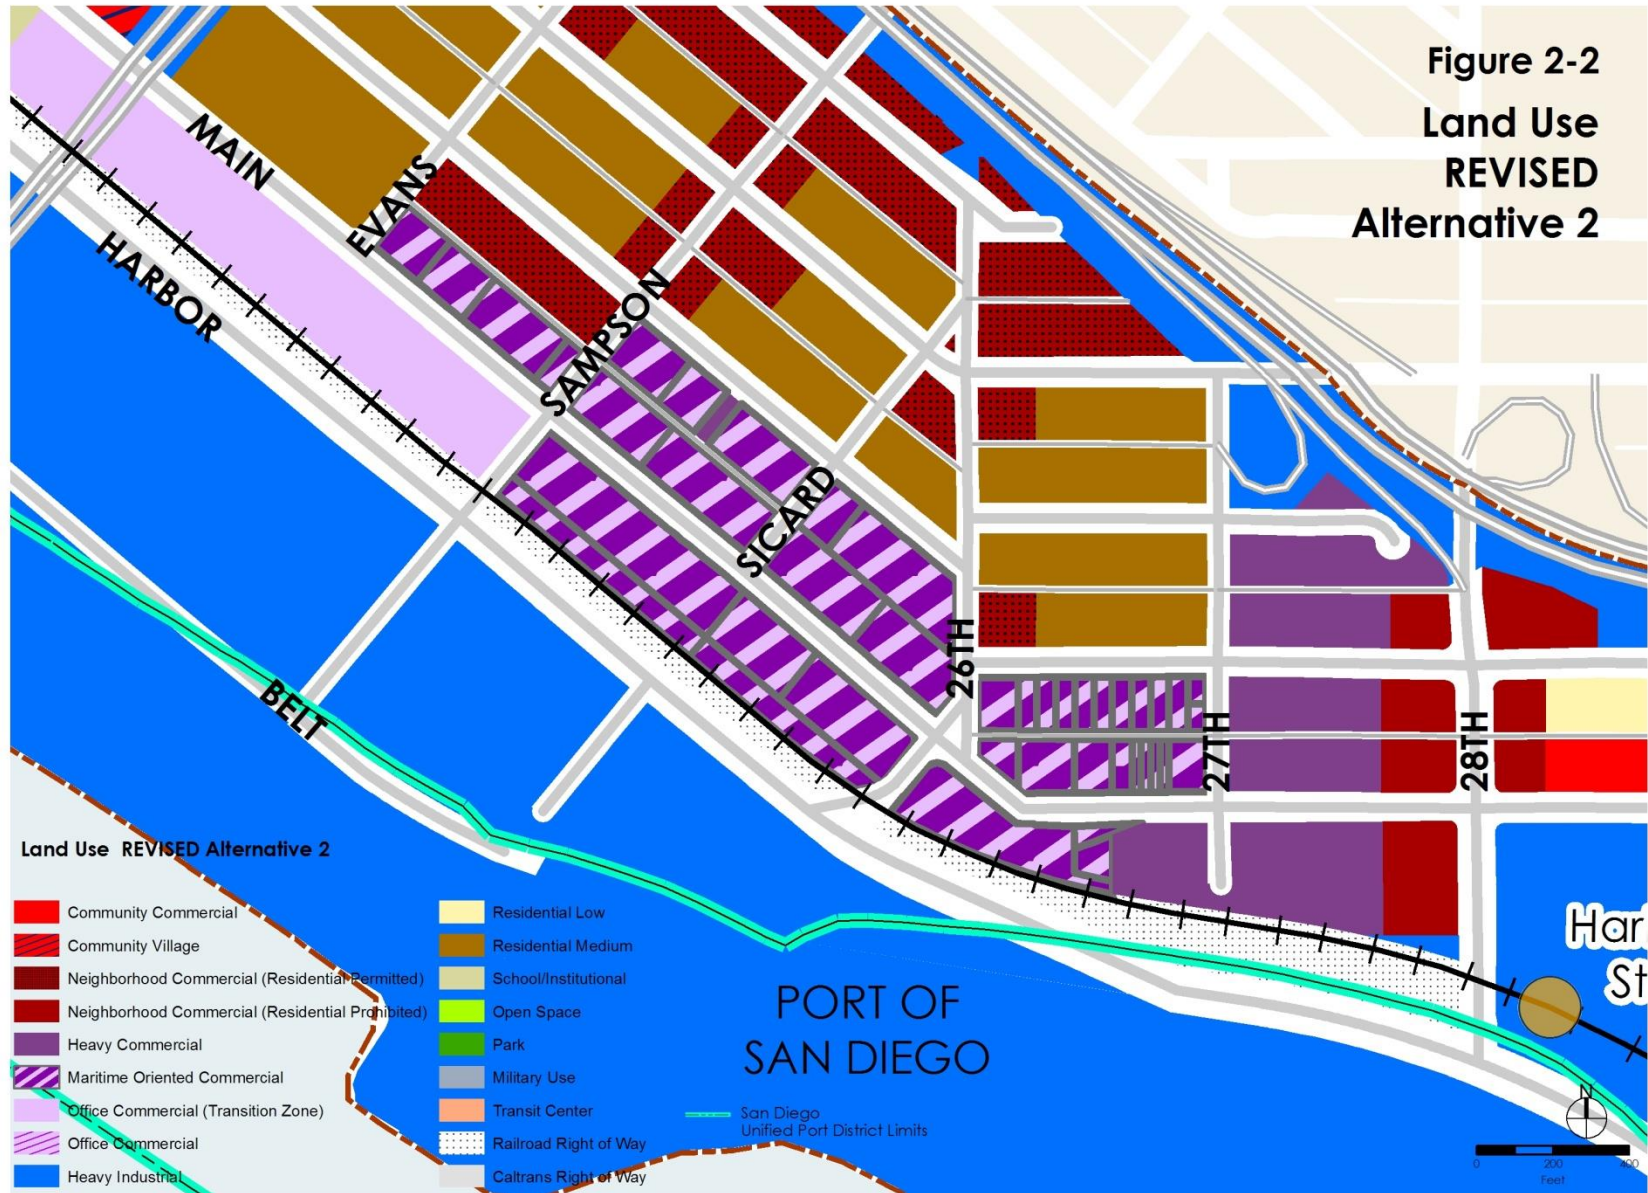 Figure 2-2
Land Use
REVISED
Alternative 2
MAIN
EVANS
HARBOR
SAMPSON
SICARD
26TH
27TH
28TH
BELT
Har
St
PORT OF
SAN DIEGO
Land Use REVISED Alternative 2
Community Commercial
Community Village
Neighborhood Commercial (Residential Permitted)
Neighborhood Commercial (Residential Prohibited)
Heavy Commercial
Maritime Oriented Commercial
Office Commercial (Transition Zone)
Office Commercial
Heavy Industrial
Residential Low
Residential Medium
School/Institutional
Open Space
Park
Military Use
Transit Center
Railroad Right of Way
Caltrans Right of Way
San Diego
Unified Port District Limits
N
0 200 400
Feet